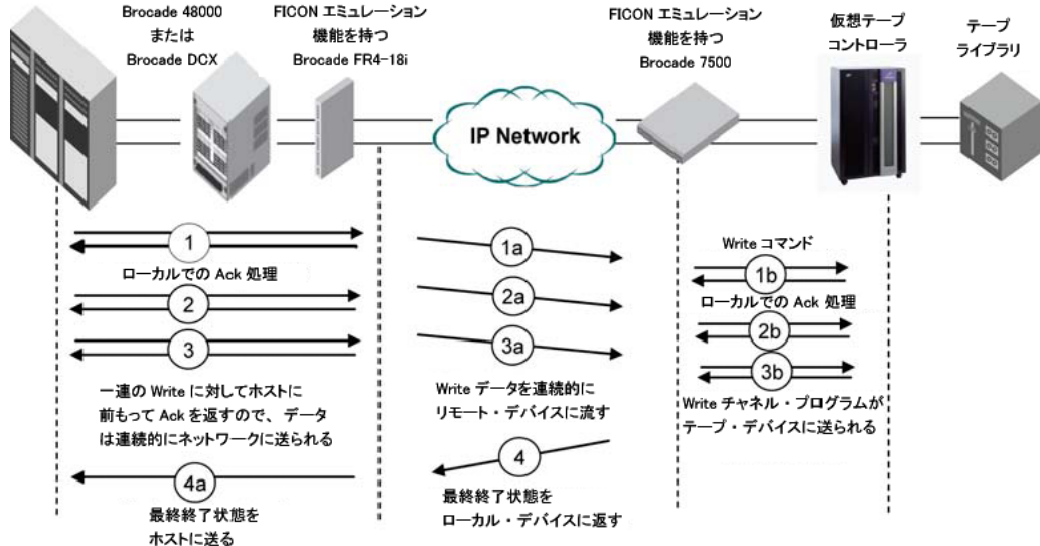 Brocade 48000
または
Brocade DCX
FICON エミュレーション
機能を持つ
Brocade FR4-18i
FICON エミュレーション
機能を持つ
Brocade 7500
仮想テープ
コントローラ
テープ
ライブラリ
IP Network
1
ローカルでの Ack 処理
2
3
一連の Write に対してホストに
前もって Ack を返すので、データ
は連続的にネットワークに送られる
4a
最終終了状態を
ホストに送る
1a
2a
3a
Write データを連続的に
リモート・デバイスに流す
4
最終終了状態を
ローカル・デバイスに返す
Write コマンド
1b
ローカルでの Ack 処理
2b
3b
Write チャネル・プログラムが
テープ・デバイスに送られる